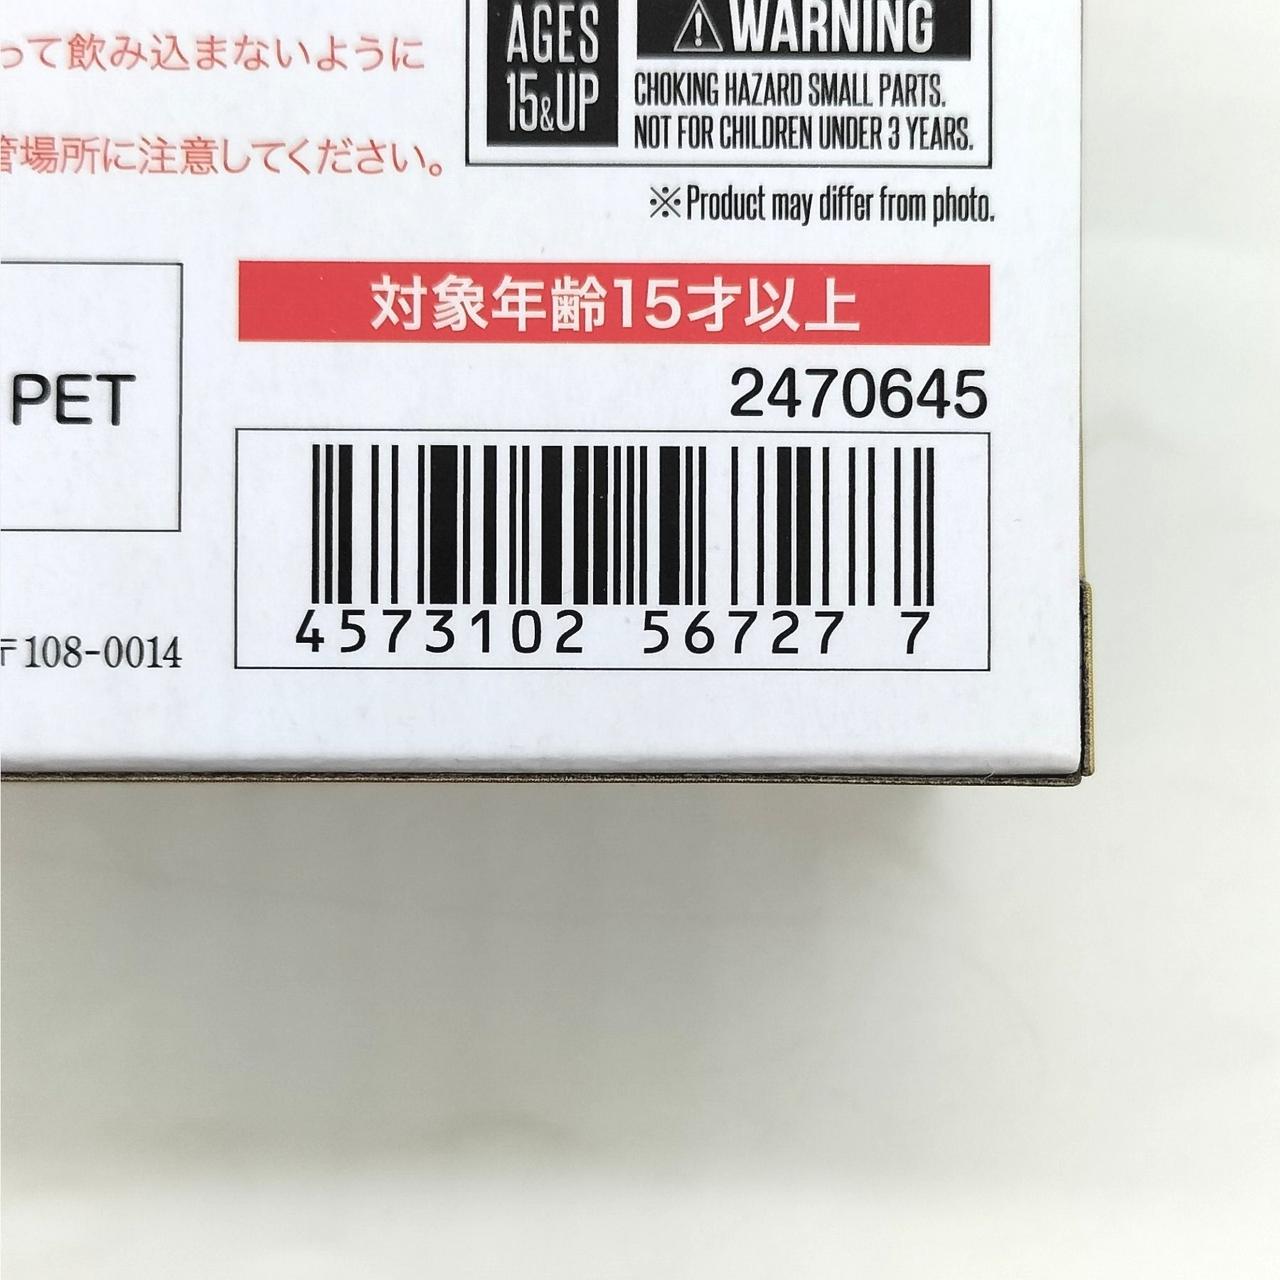 って飲み込まないように
管場所に注意してください。
AGES
15&UP
WARNING
CHOKING HAZARD SMALL PARTS.
NOT FOR CHILDREN UNDER 3 YEARS.
※Product may differ from photo.
対象年齢15才以上
PET
2470645
4573102 56727 7
〒108-0014